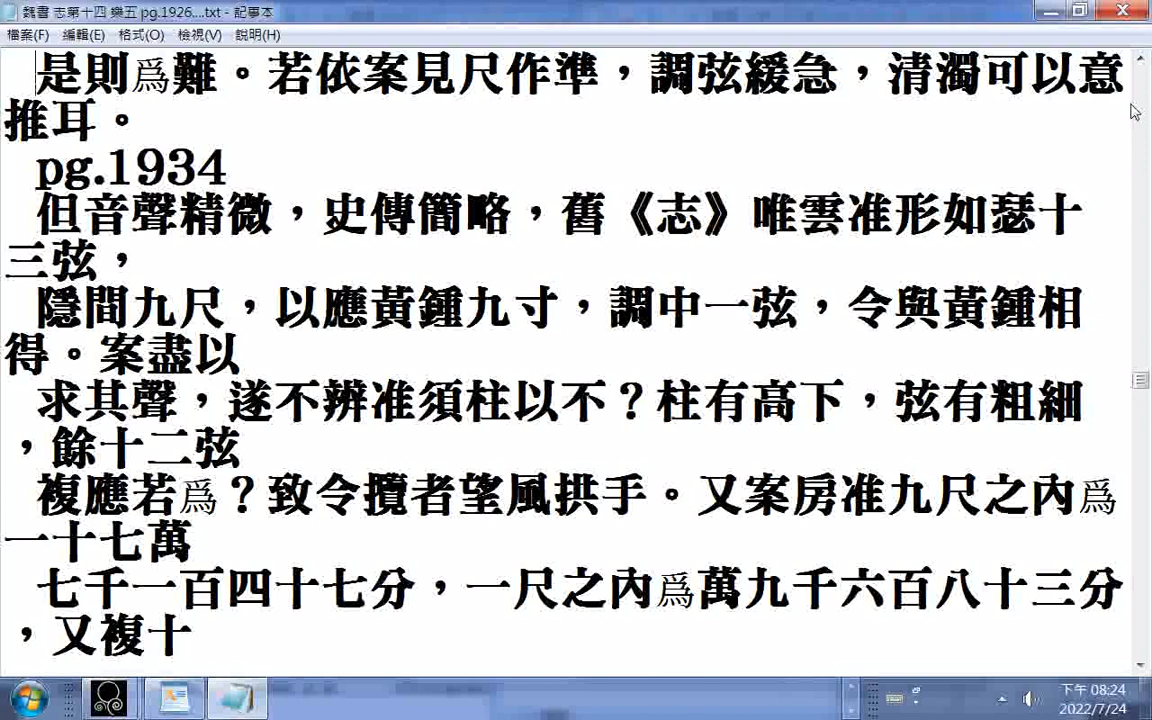 魏書 志第十四 樂五 pg.1926....txt - 記事本
檔案(F) 編輯(E) 格式(O) 檢視(V) 說明(H)
是則爲難。若依案見尺作準，調弦緩急，清濁可以意
推耳。
pg.1934
但音聲精微，史傳簡略，舊《志》唯雲准形如瑟十
三弦，
隱間九尺，以應黃鍾九寸，調中一弦，令與黃鍾相
得。案盡以
求其聲，遂不辨准須柱以不？柱有高下，弦有粗細
，餘十二弦
複應若爲？致令攬者望風拱手。又案房准九尺之內爲
一十七萬
七千一百四十七分，一尺之內爲萬九千六百八十三分
，又複十
下午 08:24
2022/7/24